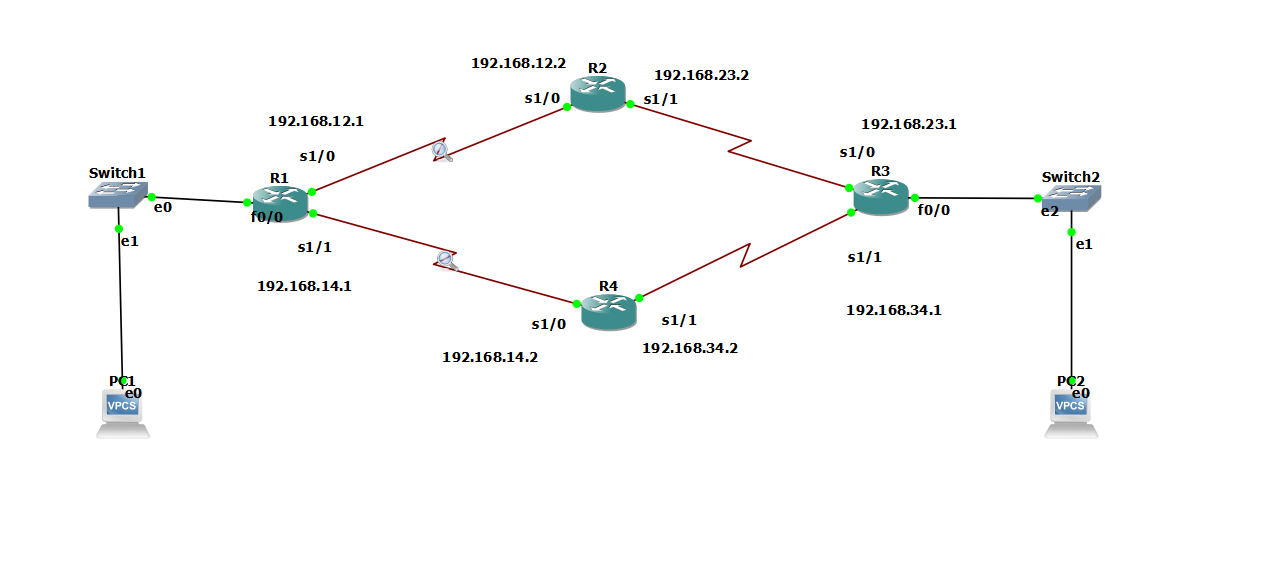 192.168.12.2
R2
192.168.23.2
s1/0
s1/1
192.168.12.1
192.168.23.1
s1/0
s1/0
Switch1
R1
R3
Switch2
e0
f0/0
f0/0
e2
e1
s1/1
e1
s1/1
192.168.14.1
R4
192.168.34.1
s1/0
s1/1
192.168.14.2
192.168.34.2
PC1
e0
VPCS
PC2
e0
VPCS